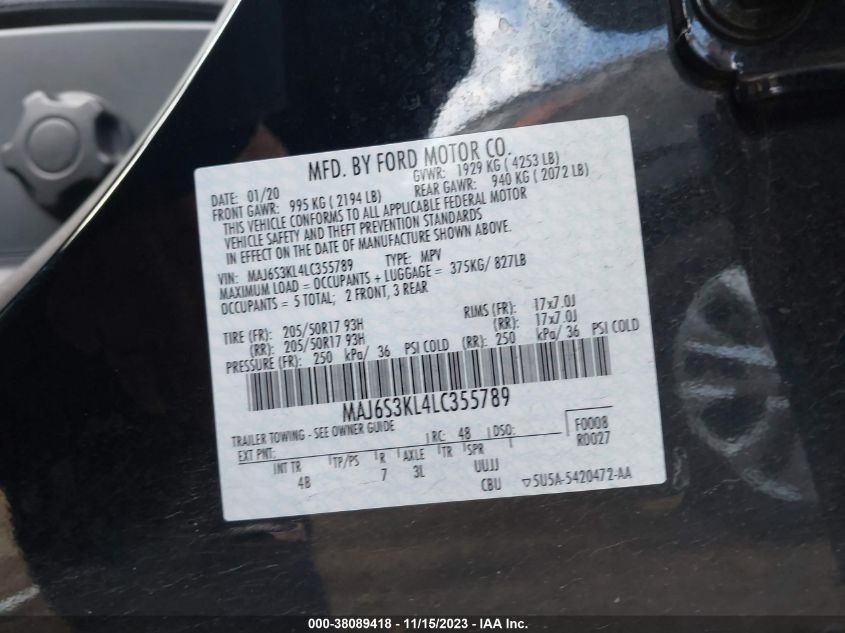 MFD. BY FORD MOTOR CO.
DATE: 01/20 GVWR: 1929 KG ( 4253 LB)
FRONT GAWR: 995 KG ( 2194 LB) REAR GAWR: 940 KG ( 2072 LB)
THIS VEHICLE CONFORMS TO ALL APPLICABLE FEDERAL MOTOR
VEHICLE SAFETY AND THEFT PREVENTION STANDARDS
IN EFFECT ON THE DATE OF MANUFACTURE SHOWN ABOVE.
VIN: MAJ6S3KL4LC355789 TYPE: MPV
MAXIMUM LOAD = OCCUPANTS + LUGGAGE = 375KG/ 827LB
OCCUPANTS = 5 TOTAL; 2 FRONT, 3 REAR
TIRE (FR): 205/50R17 93H RIMS (FR): 17x7.0J
(RR): 205/50R17 93H (RR): 17x7.0J
PRESSURE (FR): 250 kPa/ 36 PSI COLD (RR): 250 kPa/ 36 PSI COLD
MAJ6S3KL4LC355789
TRAILER TOWING - SEE OWNER GUIDE F0008
EXT PNT: RC: 48 DSO: R0027
INT TR TP/PS R AXLE TR SPR UUJJ
4B 7 3L CBU ▽5U5A-5420472-AA
000-38089418 - 11/15/2023 - IAA Inc.